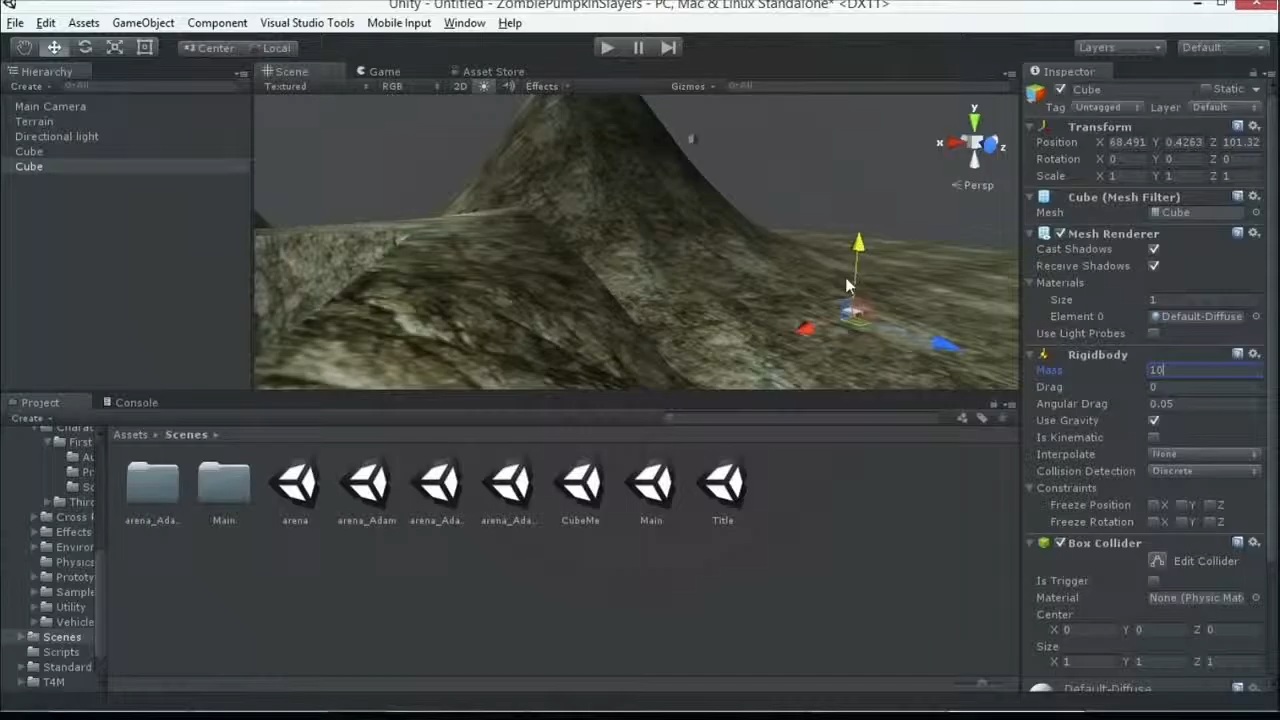 Unity - Untitled - ZombiePumpkinSlayers - PC, Mac & Linux Standalone* <DX11>
File Edit Assets GameObject Component Visual Studio Tools Mobile Input Window Help
Center Local Layers Default
Hierarchy
Create All
Main Camera
Terrain
Directional light
Cube
Cube
Scene Game Asset Store
Textured RGB 2D Effects Gizmos All
y
x
z
Persp
Project Console
Create
First
Cross
Effects
Physics
Utility
Vehicle
Scenes
Scripts
Standard
T4M
Assets Scenes
arena_Ada... Main arena arena_Adam arena_Ada... arena_Ada... CubeMe Main Title
Inspector
Cube Static
Tag Untagged Layer Default
Transform
Position X 68.491 Y 0.4263 Z 101.32
Rotation X 0 Y 0 Z 0
Scale X 1 Y 1 Z 1
Cube (Mesh Filter)
Mesh Cube
Mesh Renderer
Cast Shadows
Receive Shadows
Materials
Size 1
Element 0 Default-Diffuse
Use Light Probes
Rigidbody
Mass 10
Drag 0
Angular Drag 0.05
Use Gravity
Is Kinematic
Interpolate None
Collision Detection Discrete
Constraints
Freeze Position X Y Z
Freeze Rotation X Y Z
Box Collider
Edit Collider
Is Trigger
Material None (Physic Mat
Center
X 0 Y 0 Z 0
Size
X 1 Y 1 Z 1
Default-Diffuse